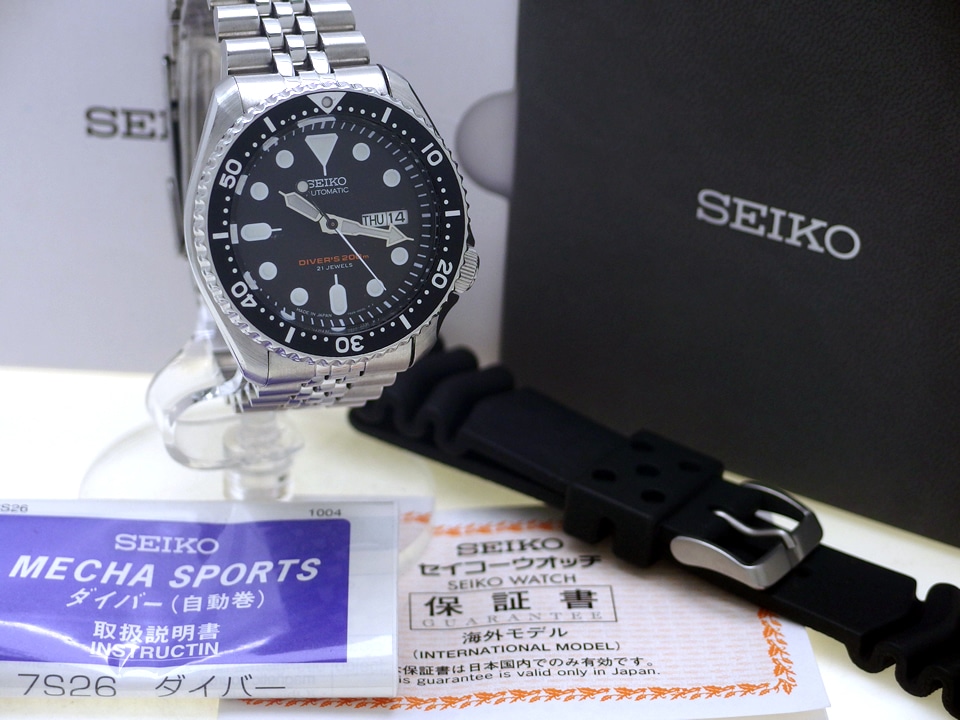 SEIKO
SEIKO
AUTOMATIC
THU 14
DIVER'S 200m
21 JEWELS
MADE IN JAPAN
10
20
30
40
50
7S26
1004
SEIKO
MECHA SPORTS
ダイバー(自動巻)
取扱説明書
INSTRUCTIN
7S26 ダイバー
SEIKO
セイコーウオッチ
SEIKO WATCH
保証書
GUARANTEE
海外モデル
(INTERNATIONAL MODEL)
保証書は日本国内でのみ有効です。
is guarantee is valid only in Japan.